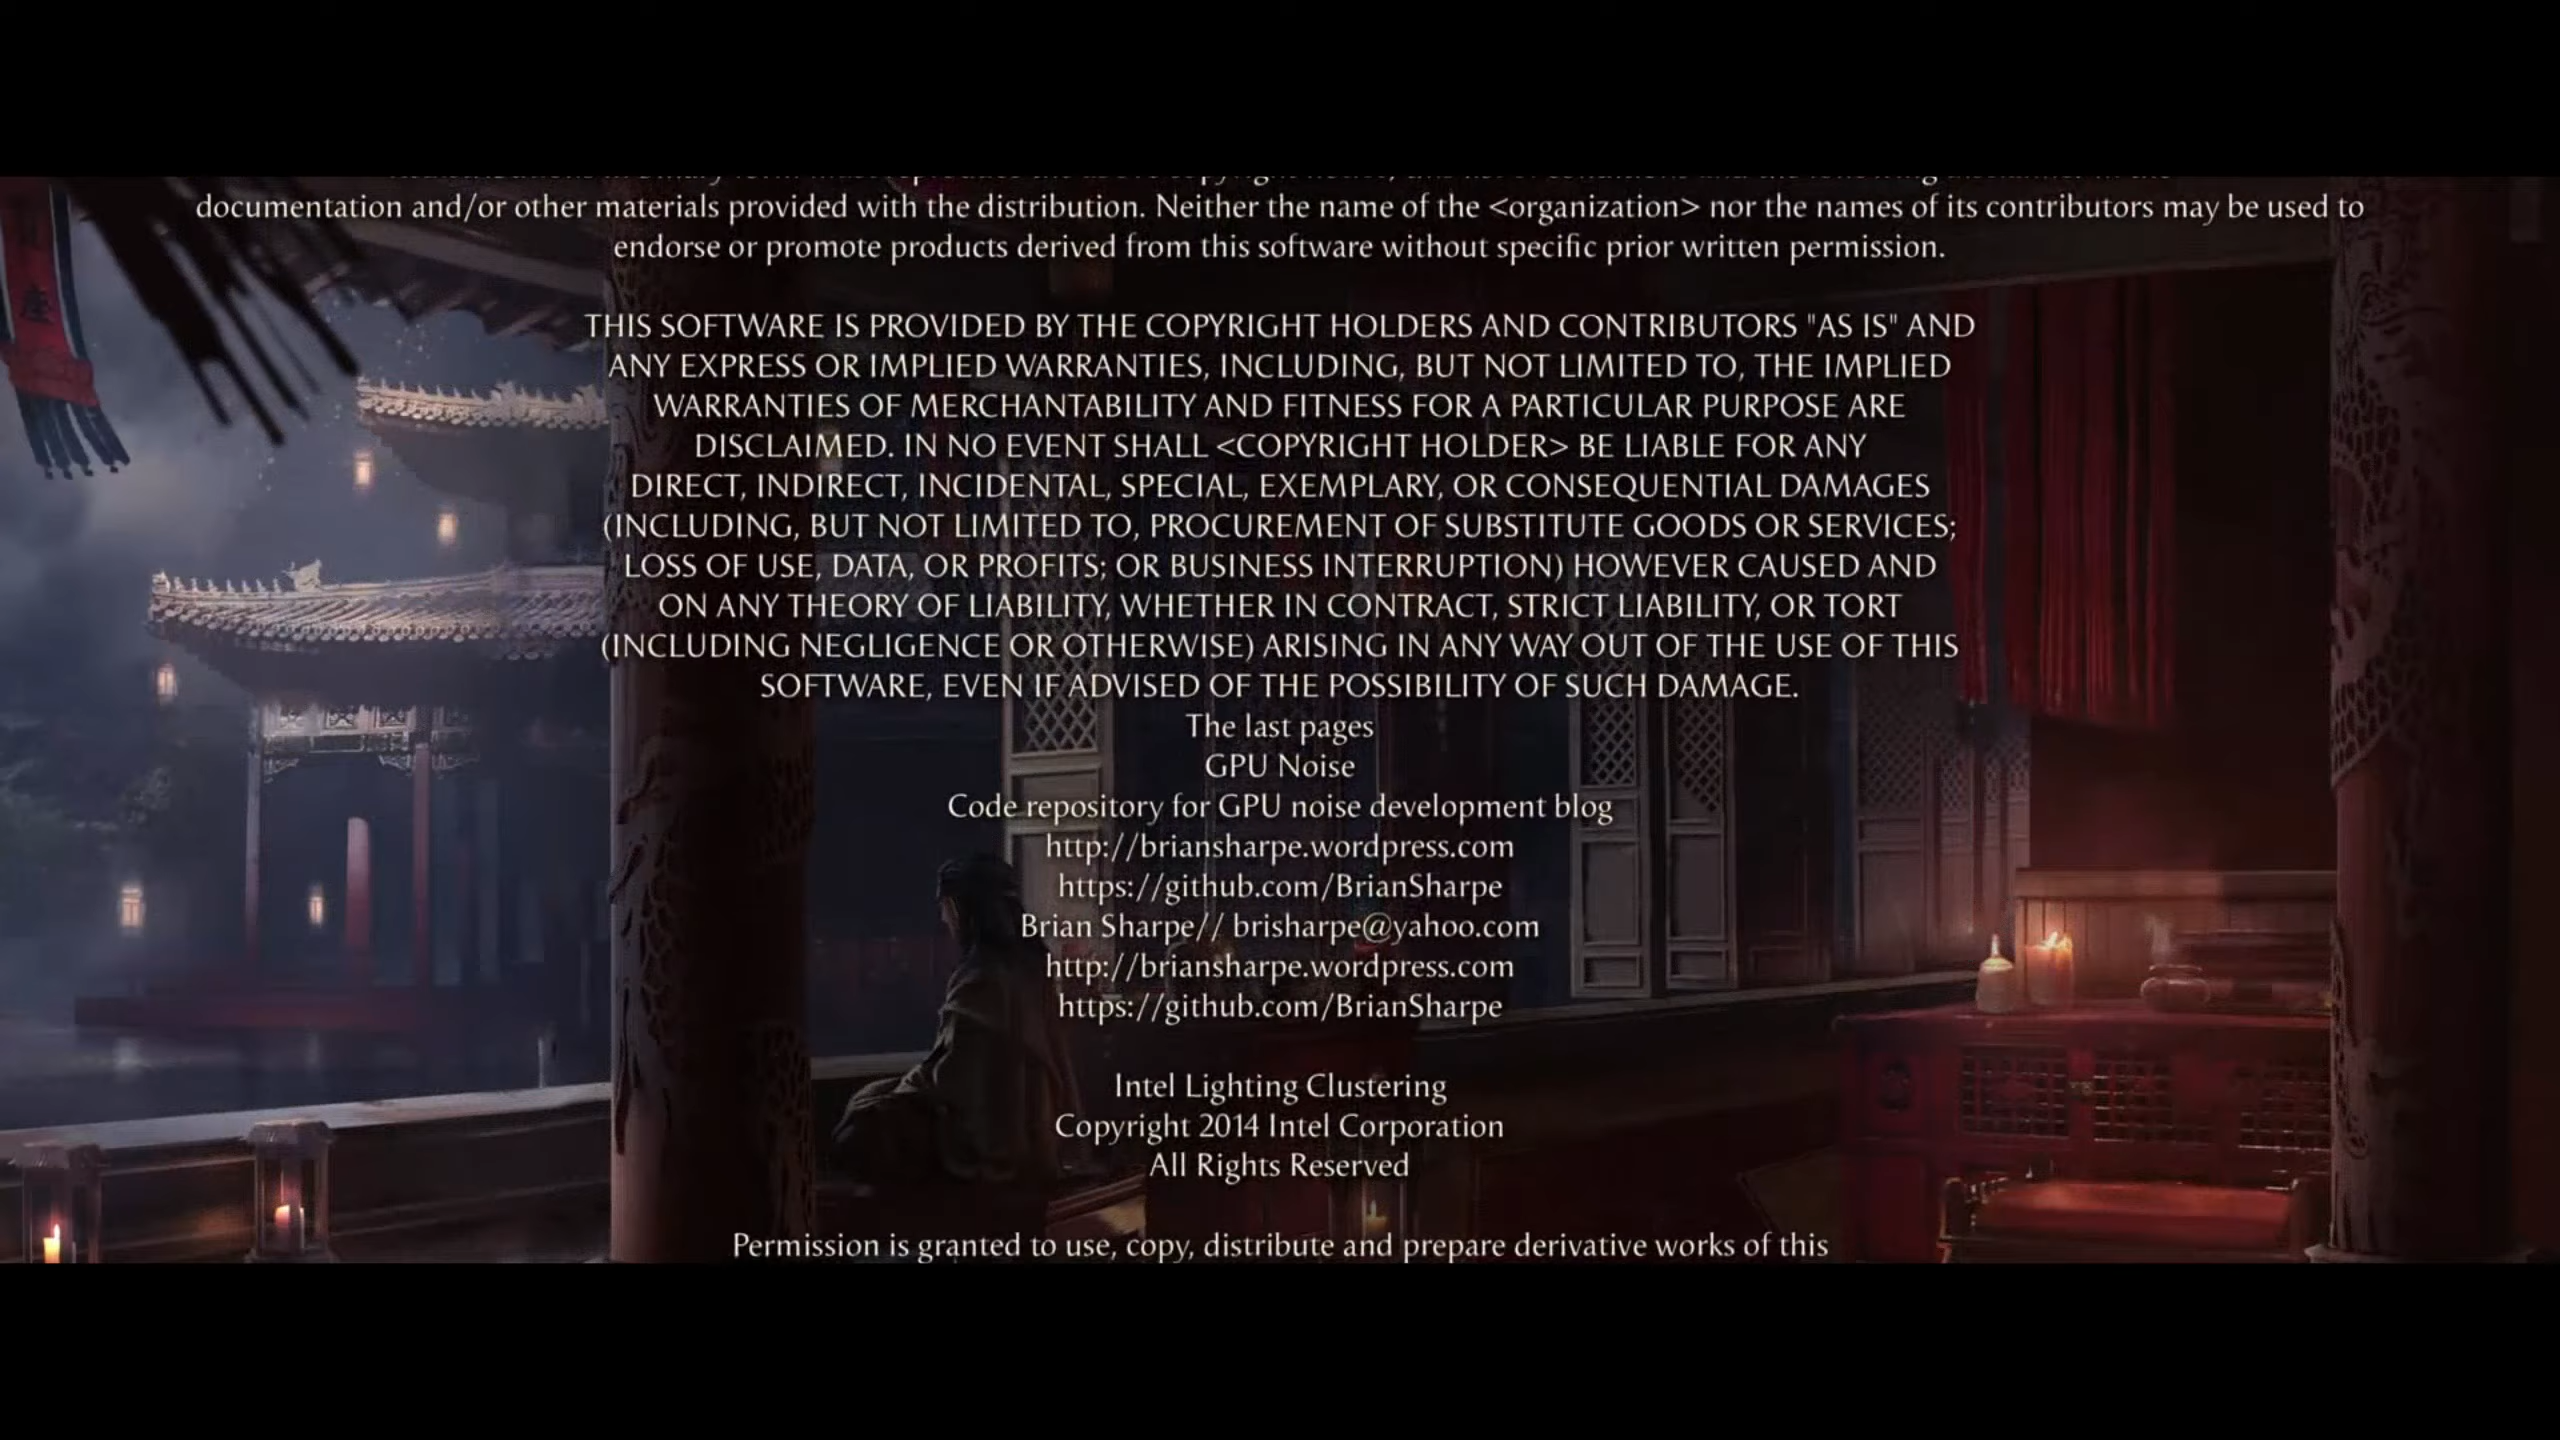 documentation and/or other materials provided with the distribution. Neither the name of the <organization> nor the names of its contributors may be used to
endorse or promote products derived from this software without specific prior written permission.
THIS SOFTWARE IS PROVIDED BY THE COPYRIGHT HOLDERS AND CONTRIBUTORS "AS IS" AND
ANY EXPRESS OR IMPLIED WARRANTIES, INCLUDING, BUT NOT LIMITED TO, THE IMPLIED
WARRANTIES OF MERCHANTABILITY AND FITNESS FOR A PARTICULAR PURPOSE ARE
DISCLAIMED. IN NO EVENT SHALL <COPYRIGHT HOLDER> BE LIABLE FOR ANY
DIRECT, INDIRECT, INCIDENTAL, SPECIAL, EXEMPLARY, OR CONSEQUENTIAL DAMAGES
(INCLUDING, BUT NOT LIMITED TO, PROCUREMENT OF SUBSTITUTE GOODS OR SERVICES;
LOSS OF USE, DATA, OR PROFITS; OR BUSINESS INTERRUPTION) HOWEVER CAUSED AND
ON ANY THEORY OF LIABILITY, WHETHER IN CONTRACT, STRICT LIABILITY, OR TORT
(INCLUDING NEGLIGENCE OR OTHERWISE) ARISING IN ANY WAY OUT OF THE USE OF THIS
SOFTWARE, EVEN IF ADVISED OF THE POSSIBILITY OF SUCH DAMAGE.
The last pages
GPU Noise
Code repository for GPU noise development blog
http://briansharpe.wordpress.com
https://github.com/BrianSharpe
Brian Sharpe// brisharpe@yahoo.com
http://briansharpe.wordpress.com
https://github.com/BrianSharpe
Intel Lighting Clustering
Copyright 2014 Intel Corporation
All Rights Reserved
Permission is granted to use, copy, distribute and prepare derivative works of this